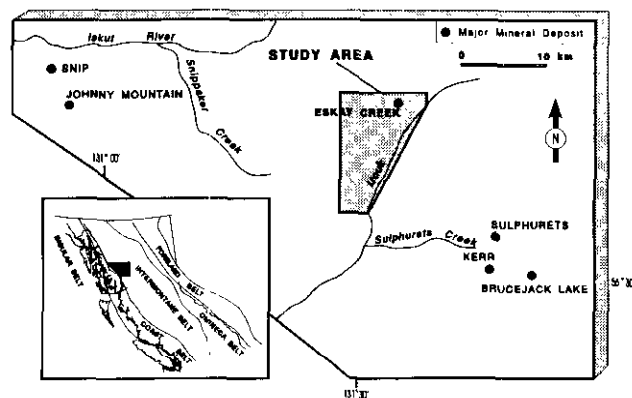 Iskut River
Major Mineral Deposit
SNIP
JOHNNY MOUNTAIN
Snippaker Creek
STUDY AREA
0 10 km
ESKAY CREEK
N
131° 00'
Unuk
Sulphurets Creek
SULPHURETS
KERR
BRUCEJACK LAKE
INSULAR BELT
COAST BELT
INTERMONTANE BELT
OMINECA BELT
FORELAND BELT
56° 30'
131° 30'